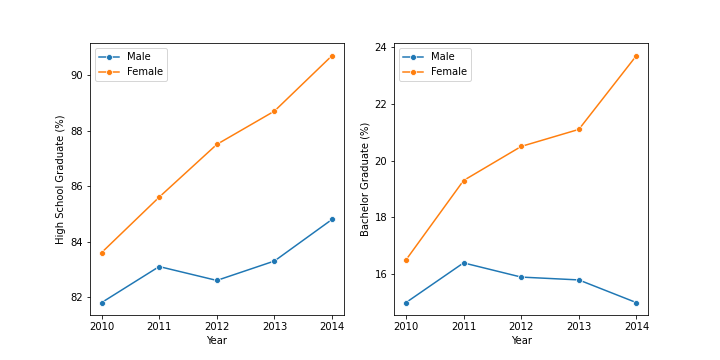 Male
Female
High School Graduate (%)
90
88
86
84
82
2010 2011 2012 2013 2014
Year
Male
Female
Bachelor Graduate (%)
24
22
20
18
16
2010 2011 2012 2013 2014
Year